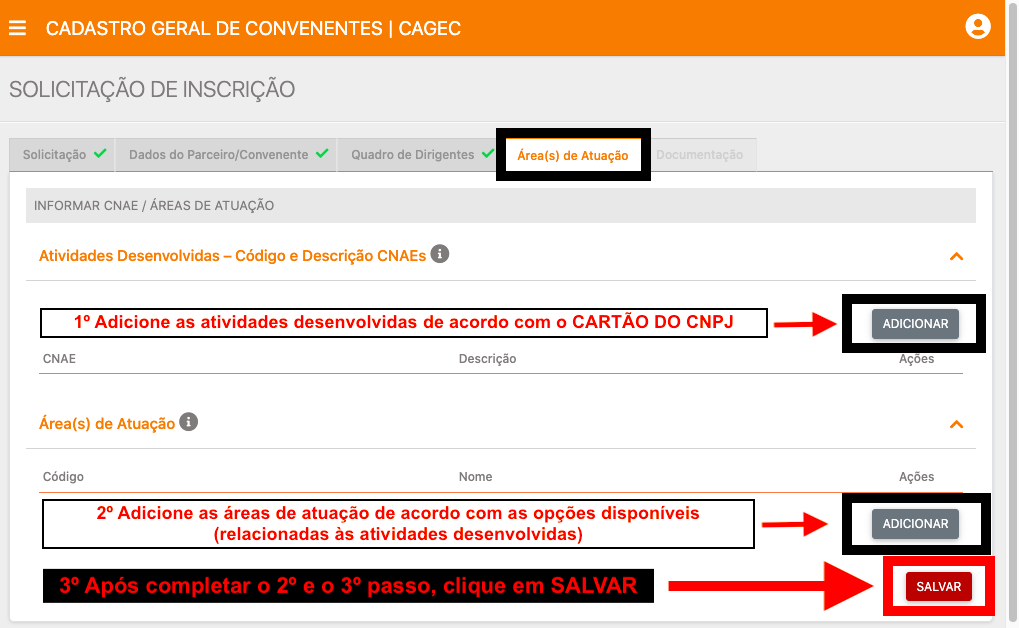 CADASTRO GERAL DE CONVENENTES | CAGEC
SOLICITAÇÃO DE INSCRIÇÃO
Solicitação
Dados do Parceiro/Convenente
Quadro de Dirigentes
Área(s) de Atuação
Documentação
INFORMAR CNAE / ÁREAS DE ATUAÇÃO
Atividades Desenvolvidas – Código e Descrição CNAEs
1º Adicione as atividades desenvolvidas de acordo com o CARTÃO DO CNPJ
ADICIONAR
CNAE
Descrição
Ações
Área(s) de Atuação
Código
Nome
Ações
2º Adicione as áreas de atuação de acordo com as opções disponíveis
(relacionadas às atividades desenvolvidas)
ADICIONAR
3º Após completar o 2º e o 3º passo, clique em SALVAR
SALVAR